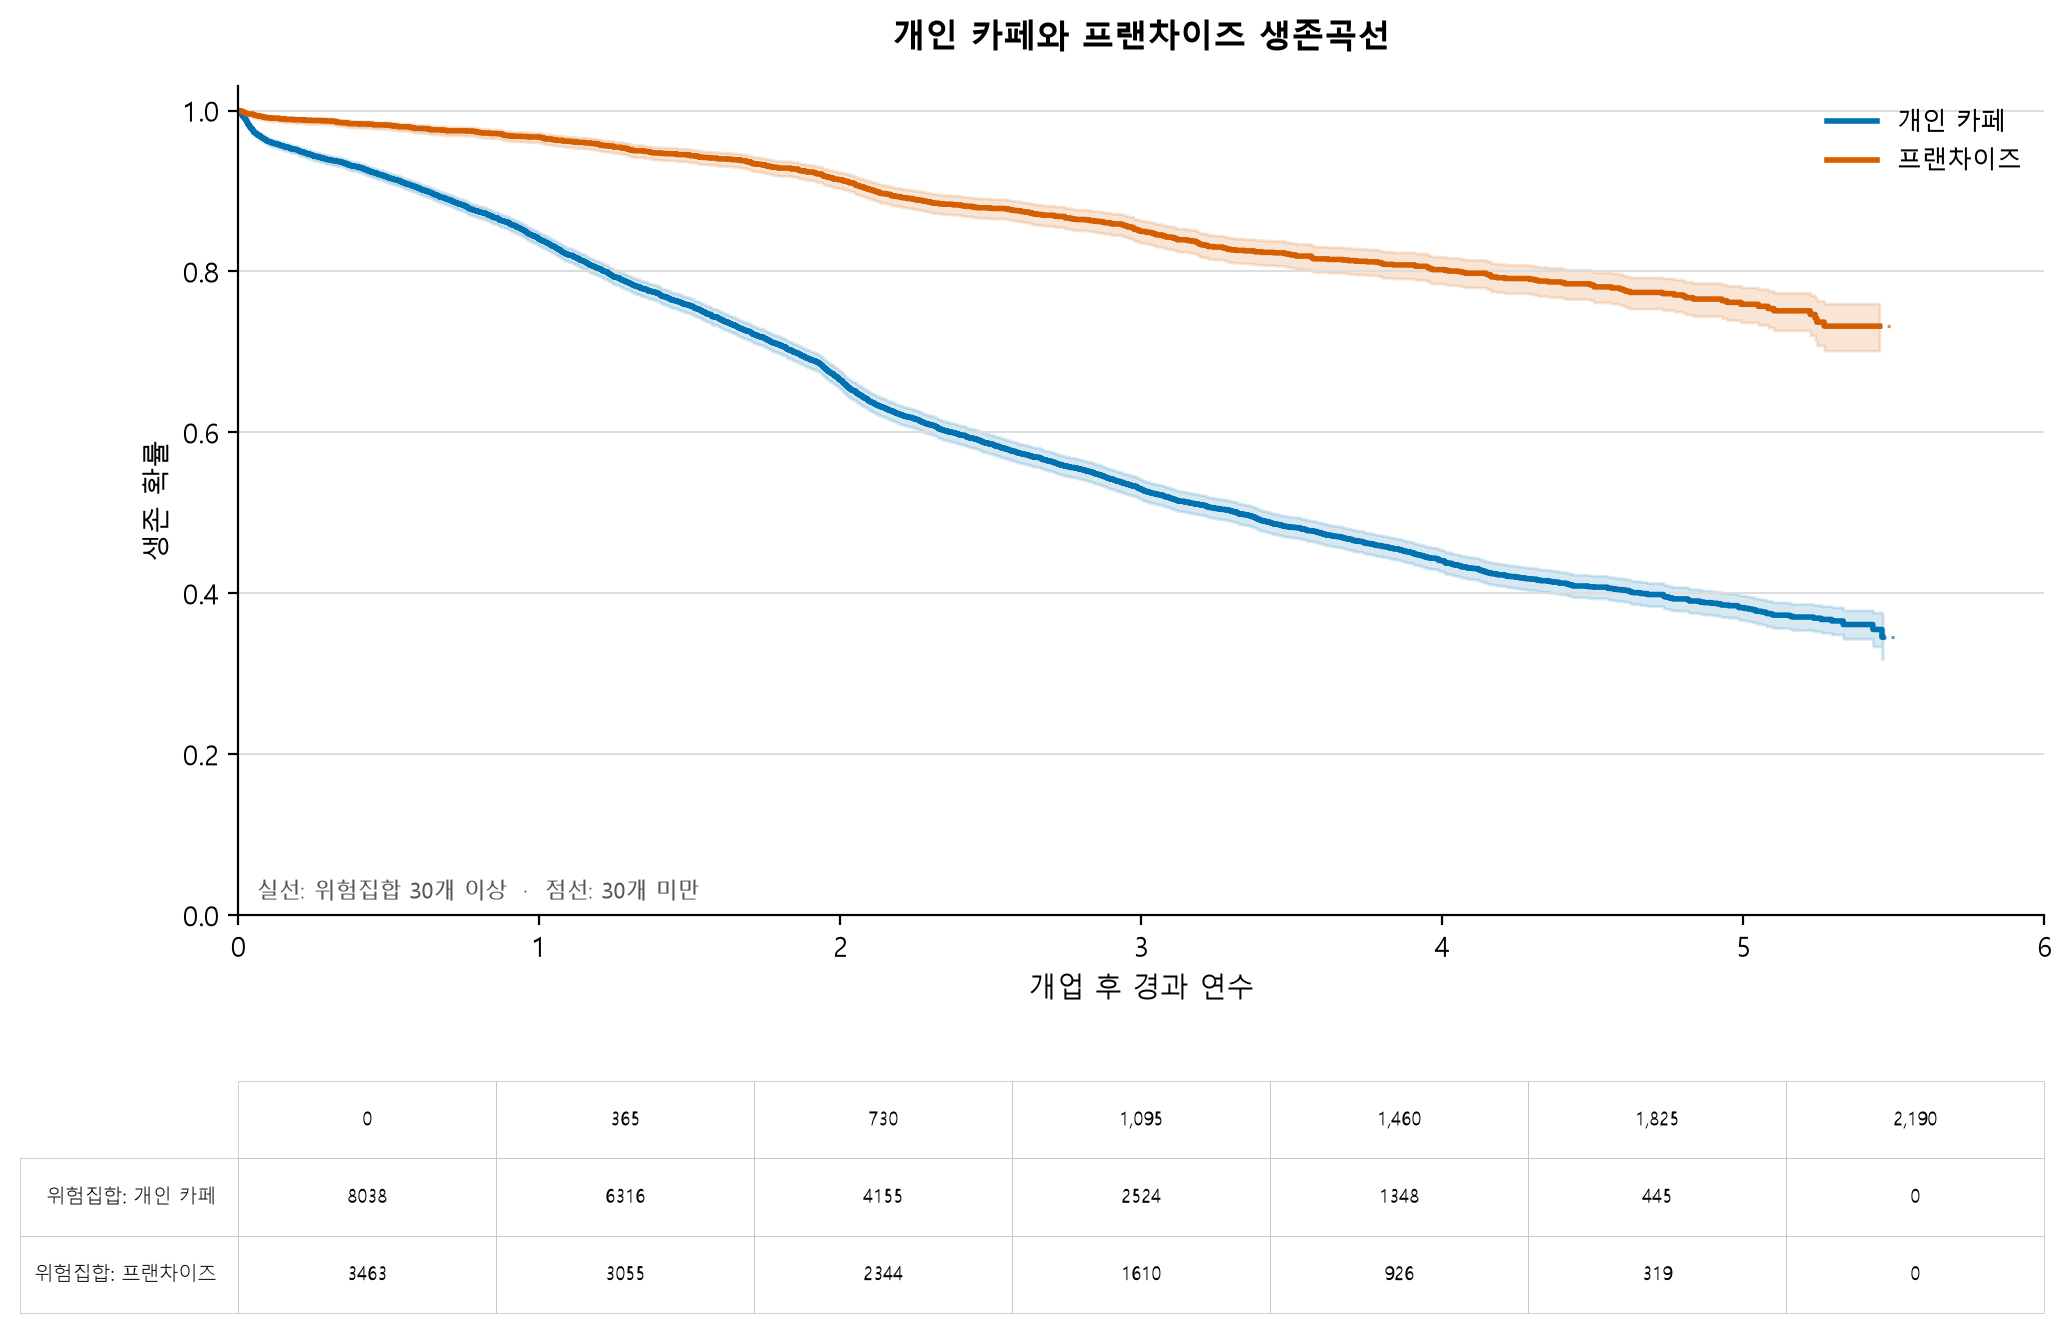 개인 카페와 프랜차이즈 생존곡선
개인 카페
프랜차이즈
생존 확률
1.0
0.8
0.6
0.4
0.2
0.0
실선: 위험집합 30개 이상 · 점선: 30개 미만
0 1 2 3 4 5 6
개업 후 경과 연수
0 365 730 1,095 1,460 1,825 2,190
위험집합: 개인 카페 8038 6316 4155 2524 1348 445 0
위험집합: 프랜차이즈 3463 3055 2344 1610 926 319 0